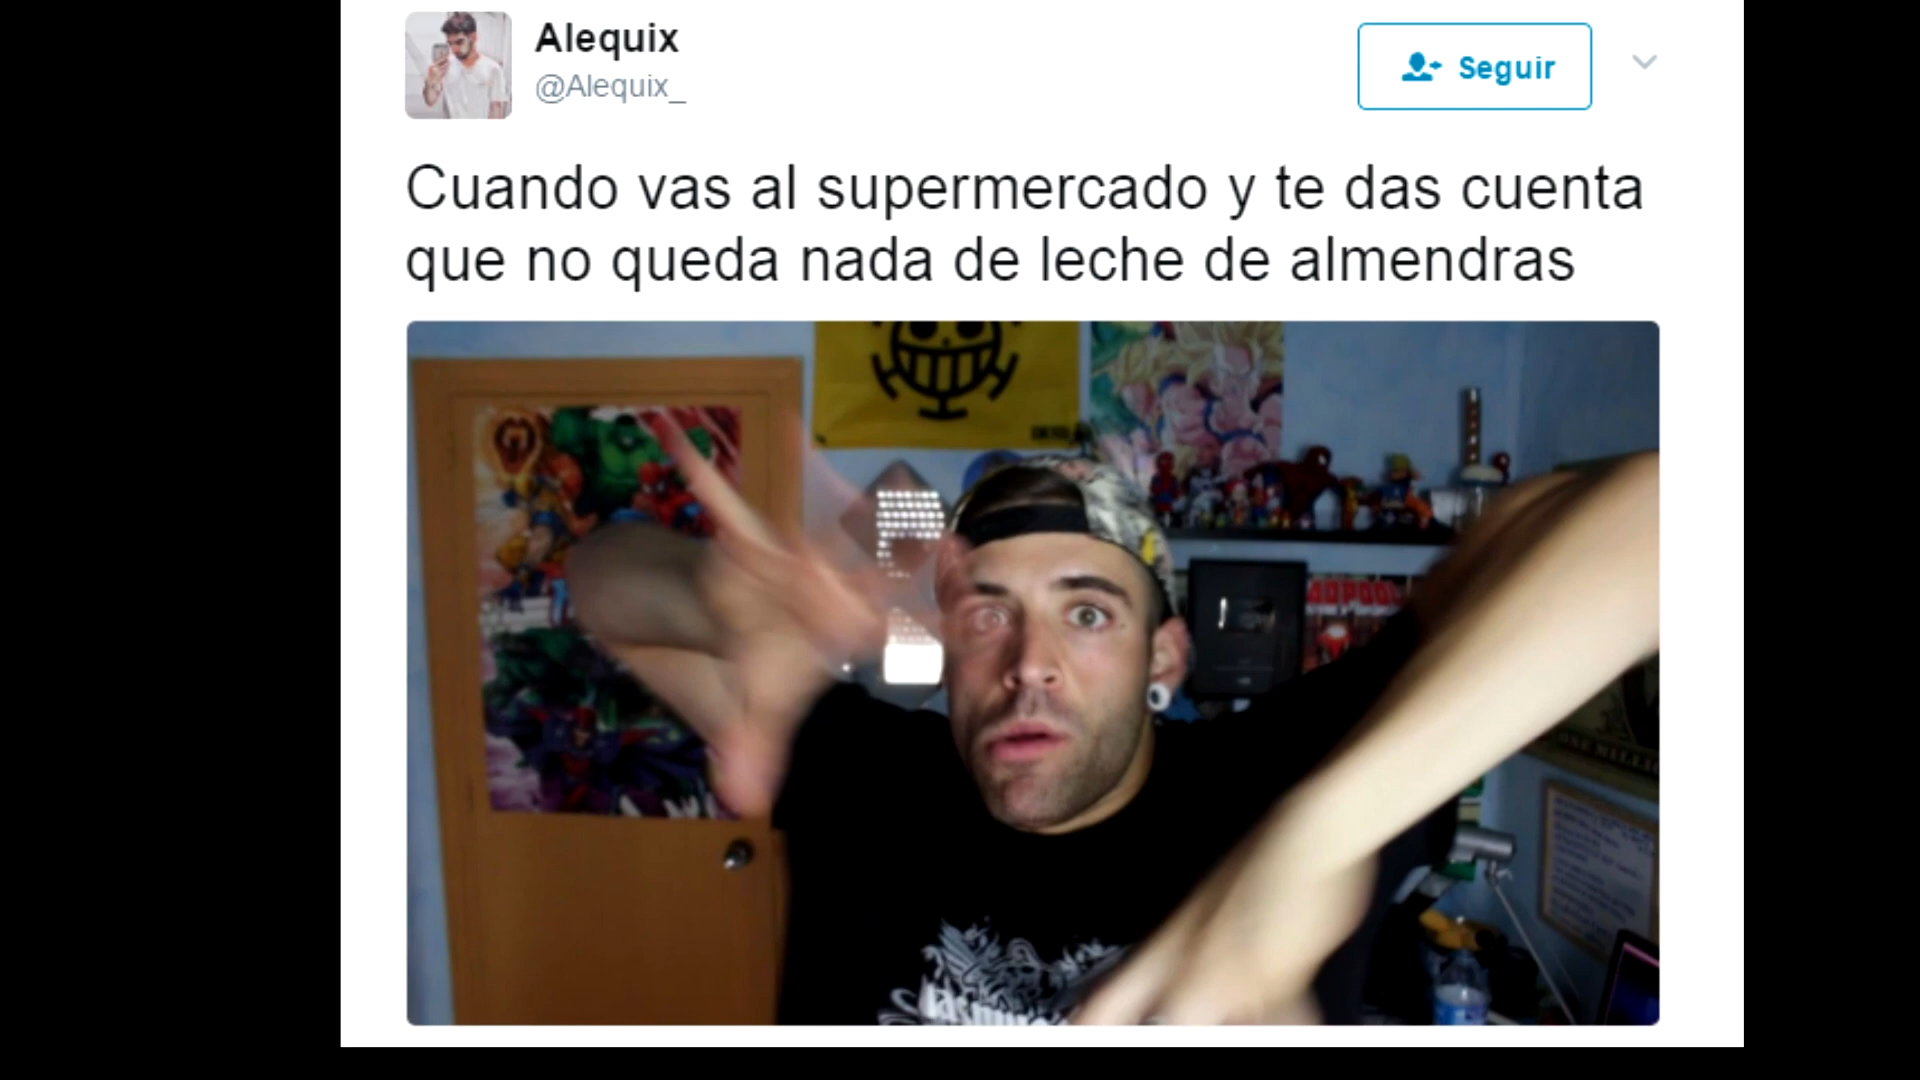 Alequix
@Alequix_
Seguir
Cuando vas al supermercado y te das cuenta
que no queda nada de leche de almendras